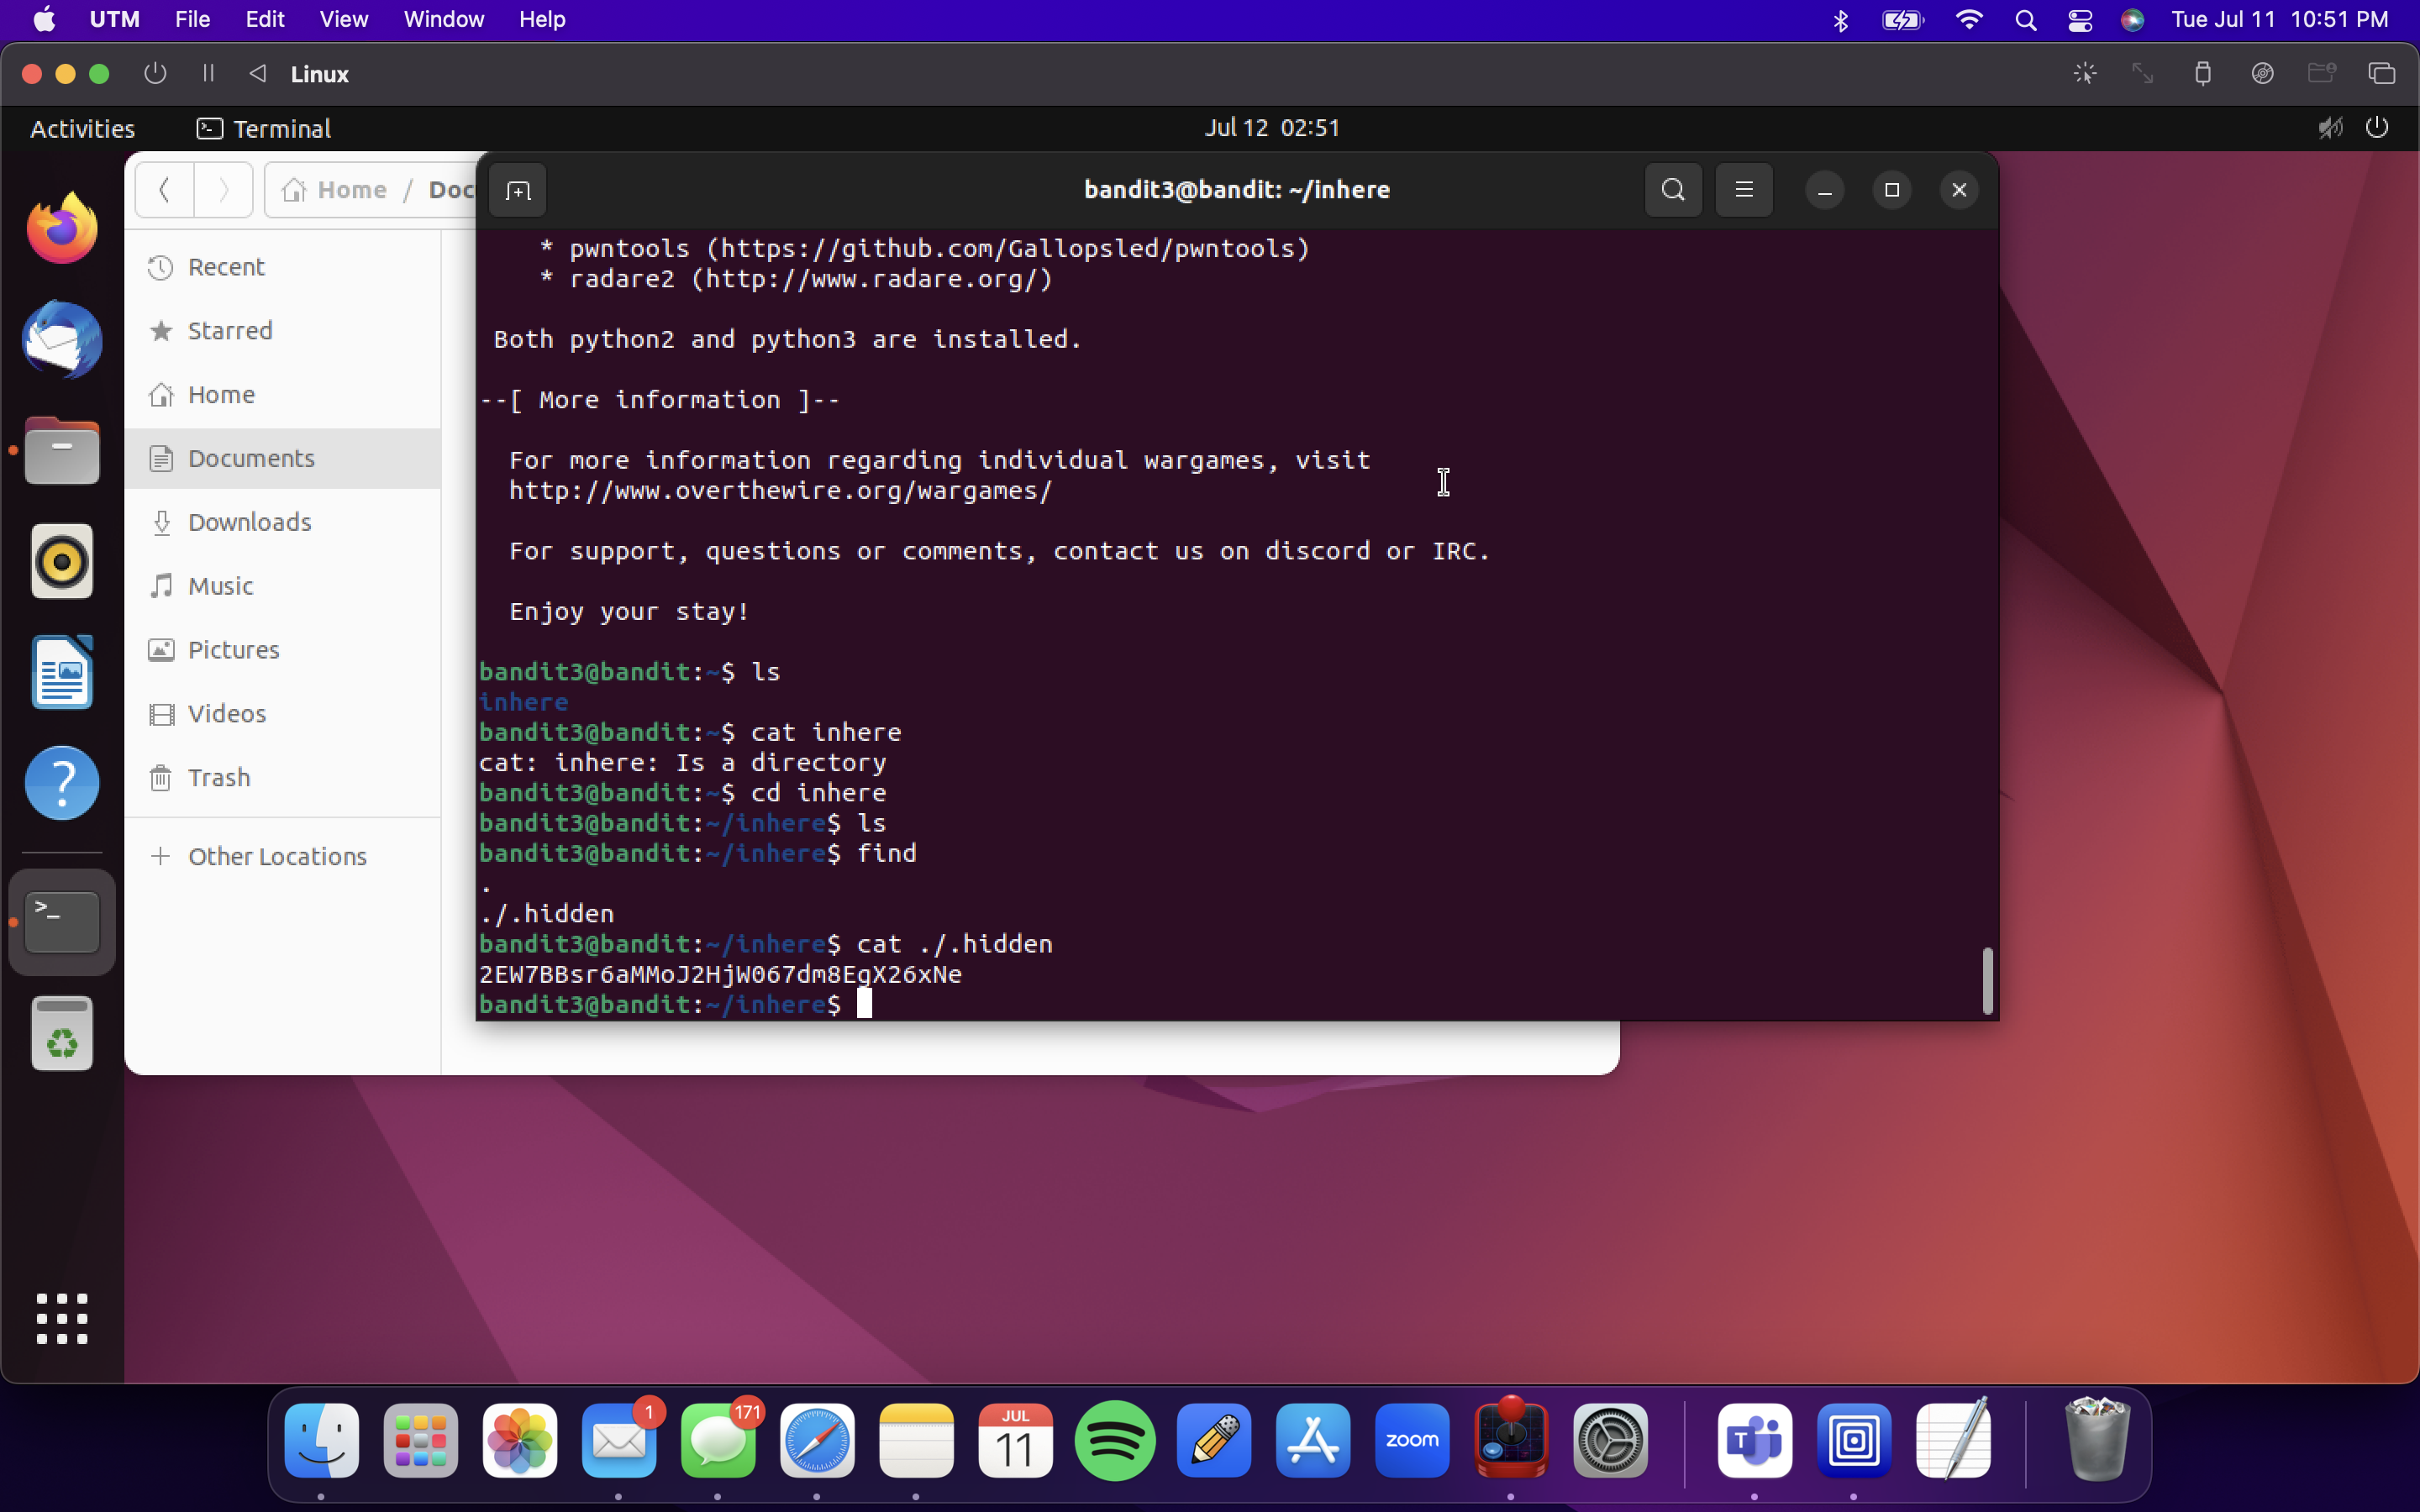 UTM File Edit View Window Help Tue Jul 11 10:51 PM
Linux
Activities Terminal Jul 12 02:51
Home / Doc
bandit3@bandit: ~/inhere
Recent
Starred
Home
Documents
Downloads
Music
Pictures
Videos
Trash
+ Other Locations
* pwntools (https://github.com/Gallopsled/pwntools)
* radare2 (http://www.radare.org/)
Both python2 and python3 are installed.
--[ More information ]--
For more information regarding individual wargames, visit
http://www.overthewire.org/wargames/
For support, questions or comments, contact us on discord or IRC.
Enjoy your stay!
bandit3@bandit:~$ ls
inhere
bandit3@bandit:~$ cat inhere
cat: inhere: Is a directory
bandit3@bandit:~$ cd inhere
bandit3@bandit:~/inhere$ ls
bandit3@bandit:~/inhere$ find
.
./.hidden
bandit3@bandit:~/inhere$ cat ./.hidden
2EW7BBsr6aMMoJ2HjW067dm8EgX26xNe
bandit3@bandit:~/inhere$
1
171
JUL
11
zoom
T